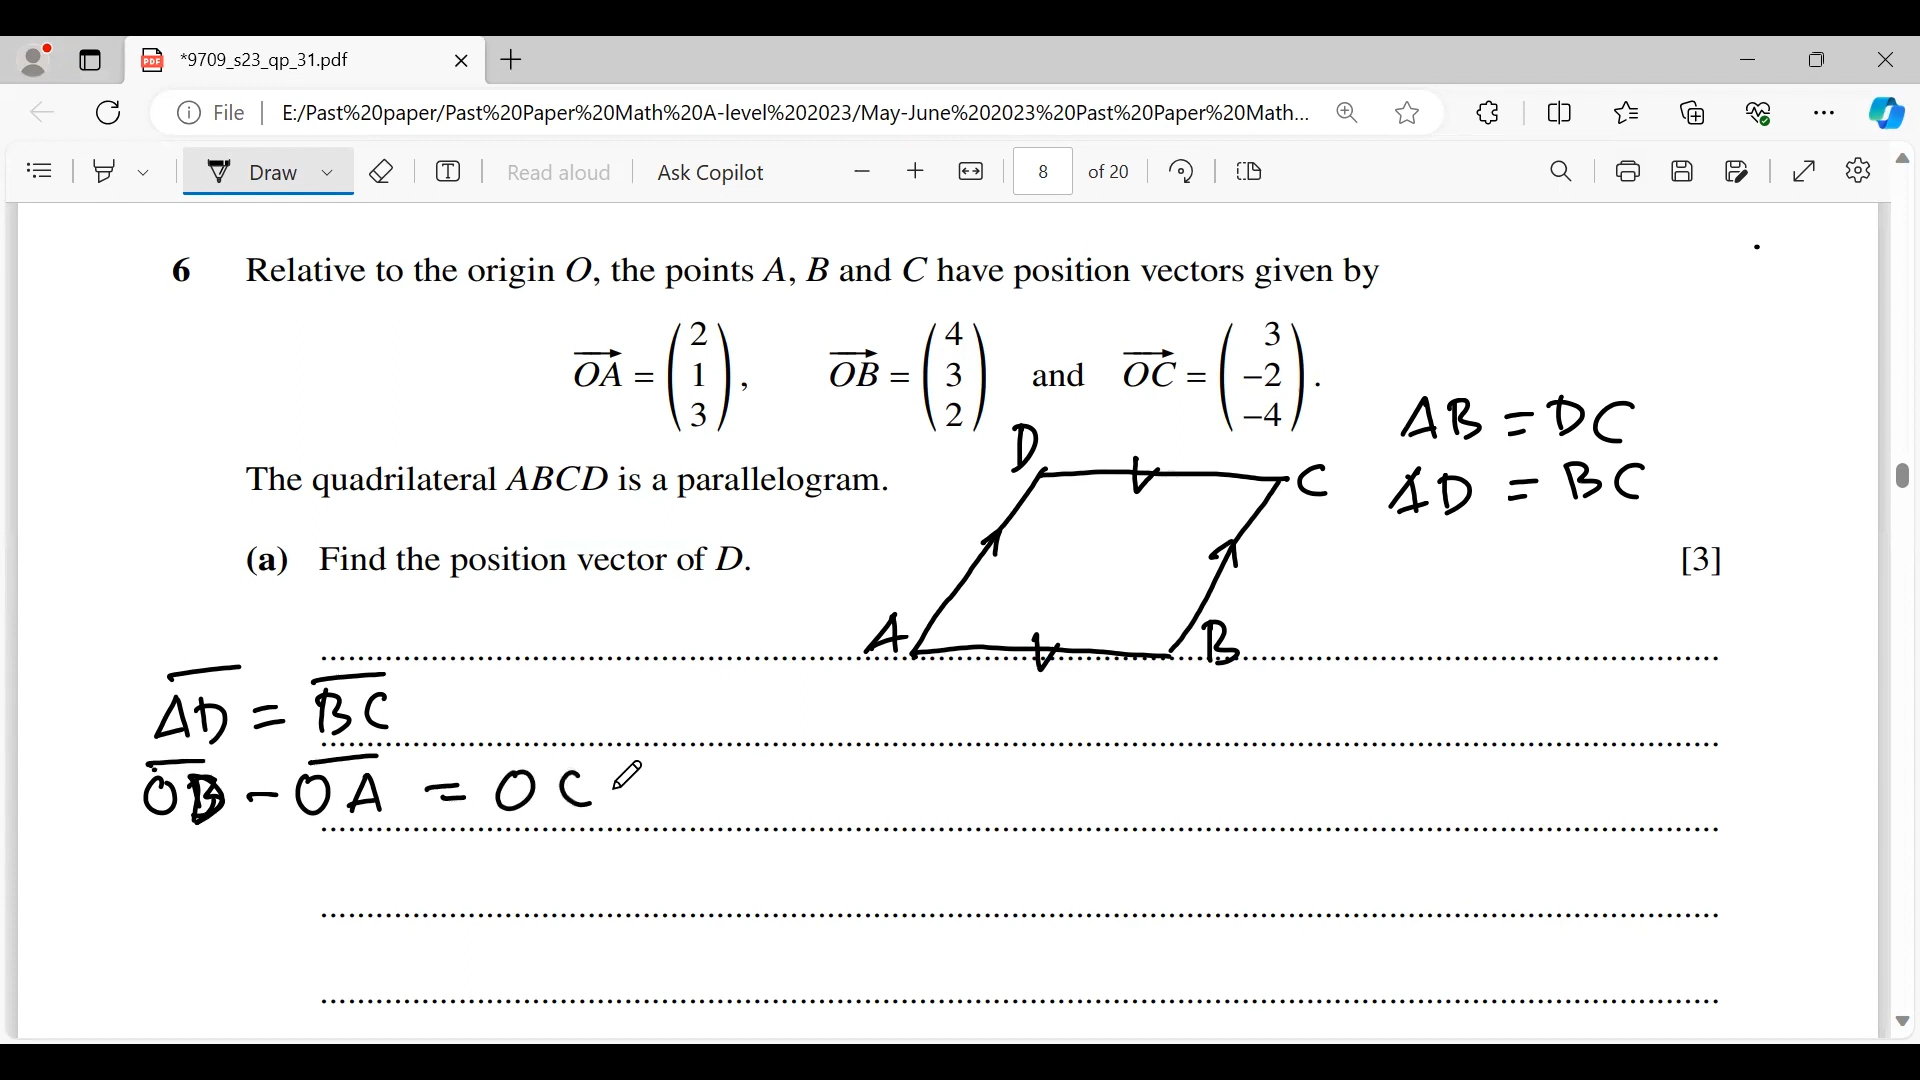 *9709_s23_qp_31.pdf
File
E:/Past%20paper/Past%20Paper%20Math%20A-level%202023/May-June%202023%20Past%20Paper%20Math...
Draw
Read aloud
Ask Copilot
8 of 20
6 Relative to the origin O, the points A, B and C have position vectors given by
OA = (2 1 3), OB = (4 3 2) and OC = (3 −2 −4).
AB = DC
AD = BC
The quadrilateral ABCD is a parallelogram.
D
C
(a) Find the position vector of D. [3]
A
B
AD = BC
OD − OA = OC